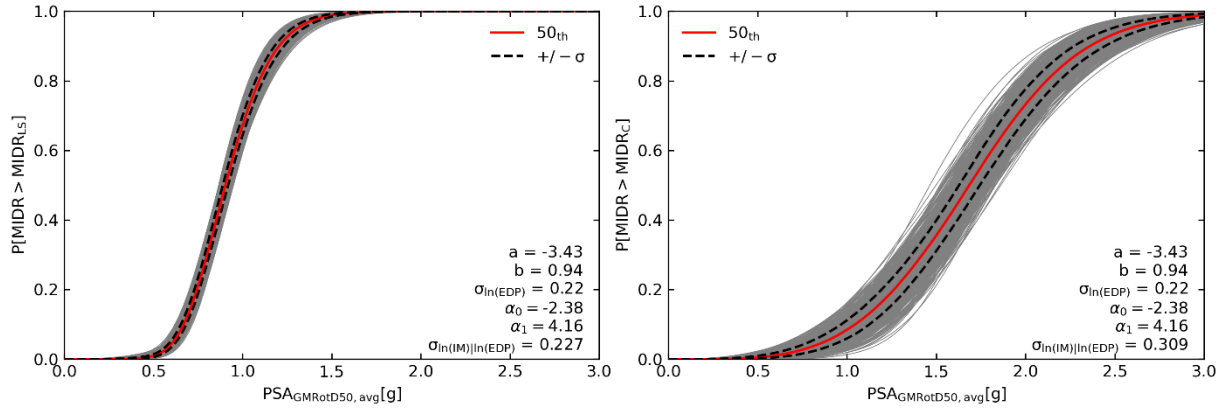 P[MIDR > MIDR_LS]
1.0
0.8
0.6
0.4
0.2
0.0
50th
+/− σ
a = -3.43
b = 0.94
σ_ln(EDP) = 0.22
α₀ = -2.38
α₁ = 4.16
σ_ln(IM)|ln(EDP) = 0.227
0.0 0.5 1.0 1.5 2.0 2.5 3.0
PSA_GMRotD50, avg[g]
P[MIDR > MIDR_C]
1.0
0.8
0.6
0.4
0.2
0.0
50th
+/− σ
a = -3.43
b = 0.94
σ_ln(EDP) = 0.22
α₀ = -2.38
α₁ = 4.16
σ_ln(IM)|ln(EDP) = 0.309
0.0 0.5 1.0 1.5 2.0 2.5 3.0
PSA_GMRotD50, avg[g]